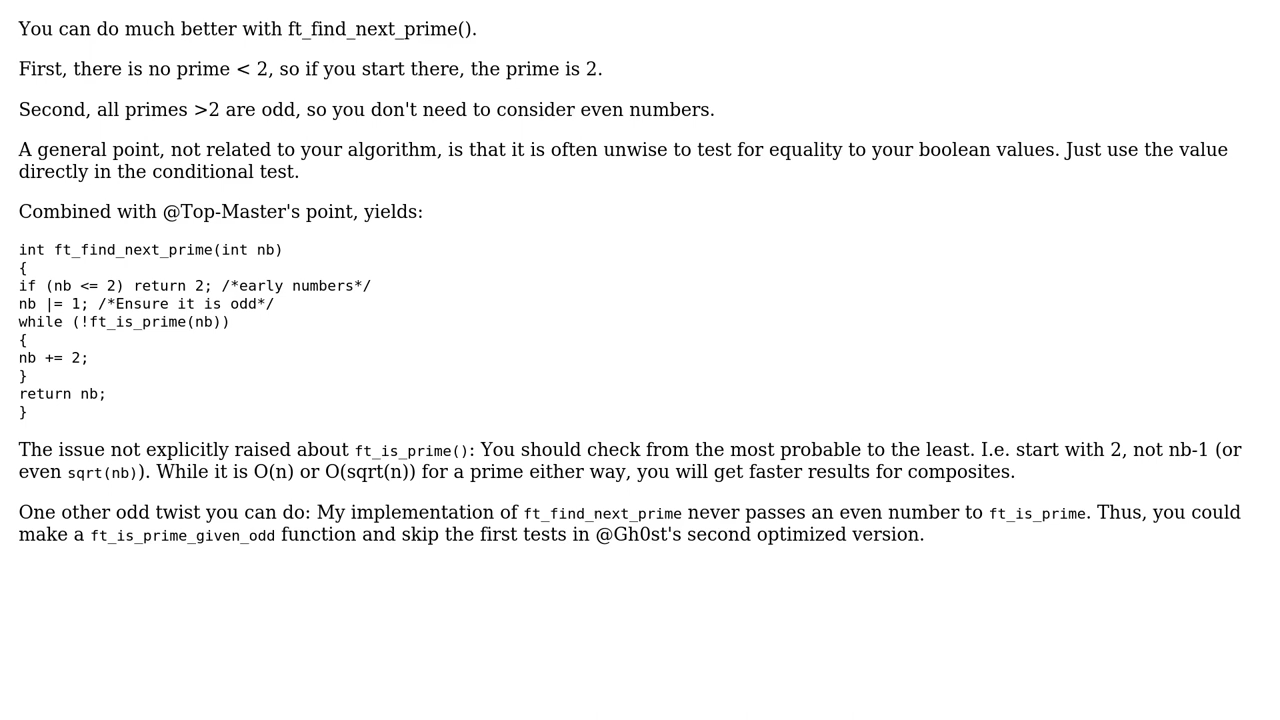 You can do much better with ft_find_next_prime().
First, there is no prime < 2, so if you start there, the prime is 2.
Second, all primes >2 are odd, so you don't need to consider even numbers.
A general point, not related to your algorithm, is that it is often unwise to test for equality to your boolean values. Just use the value
directly in the conditional test.
Combined with @Top-Master's point, yields:
int ft_find_next_prime(int nb)
{
if (nb <= 2) return 2; /*early numbers*/
nb |= 1; /*Ensure it is odd*/
while (!ft_is_prime(nb))
{
nb += 2;
}
return nb;
}
The issue not explicitly raised about ft_is_prime(): You should check from the most probable to the least. I.e. start with 2, not nb-1 (or
even sqrt(nb)). While it is O(n) or O(sqrt(n)) for a prime either way, you will get faster results for composites.
One other odd twist you can do: My implementation of ft_find_next_prime never passes an even number to ft_is_prime. Thus, you could
make a ft_is_prime_given_odd function and skip the first tests in @Gh0st's second optimized version.